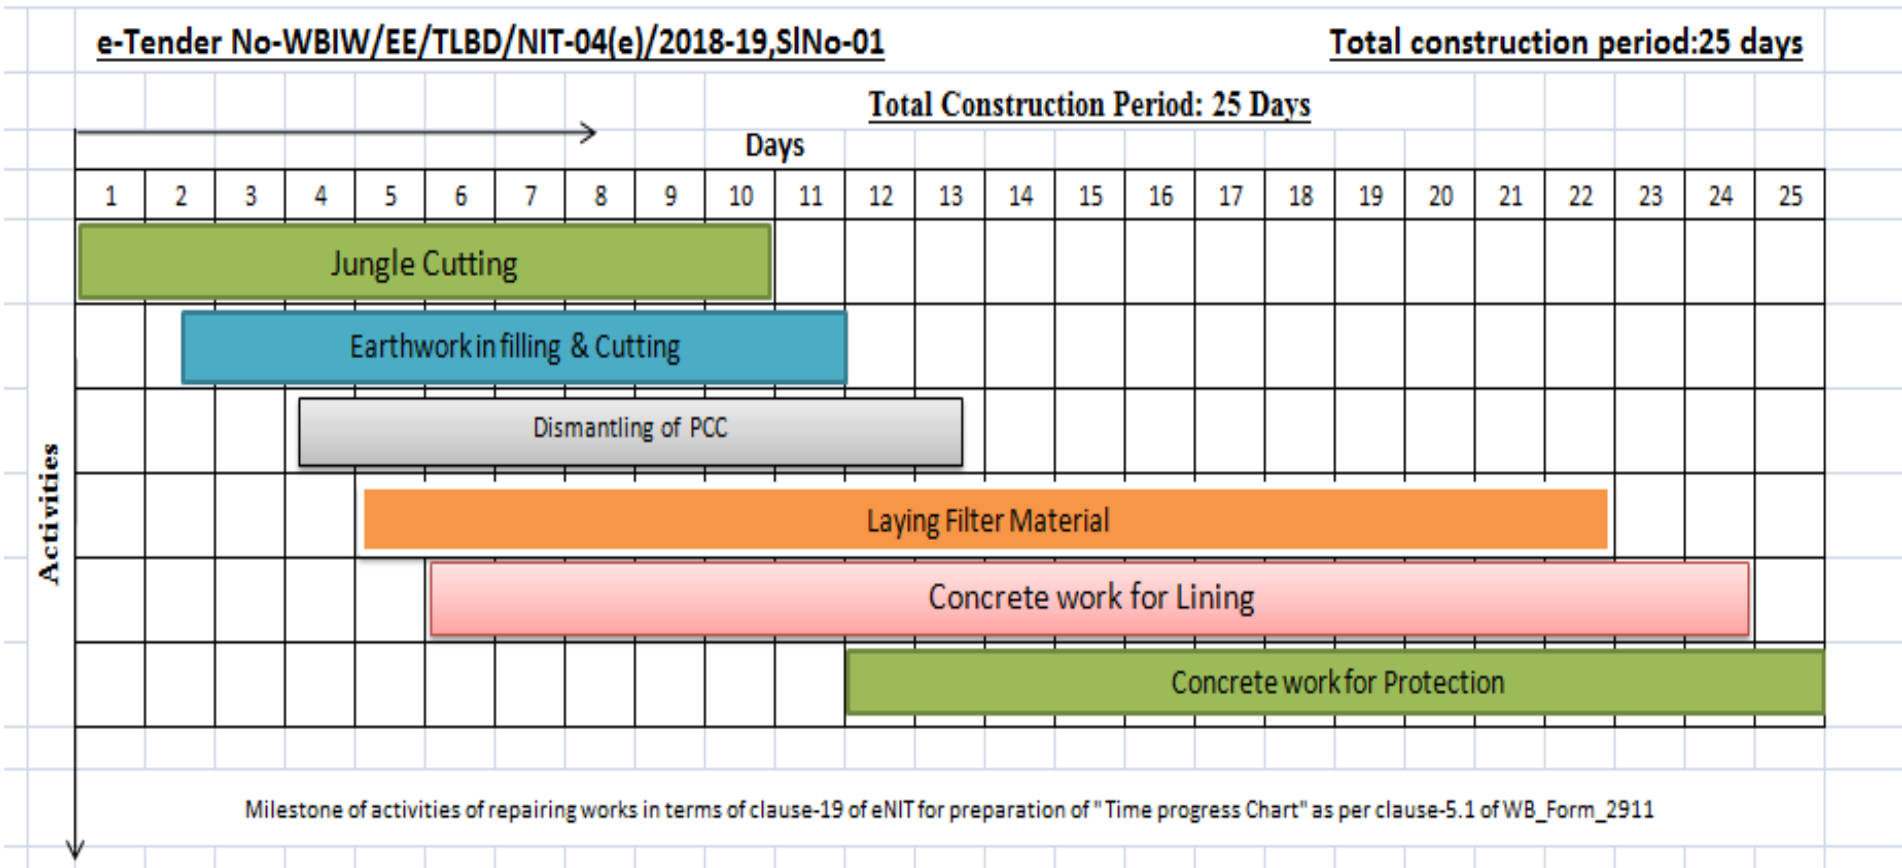 e-Tender No-WBIW/EE/TLBD/NIT-04(e)/2018-19,SlNo-01
Total construction period:25 days
Total Construction Period: 25 Days
Days
1 2 3 4 5 6 7 8 9 10 11 12 13 14 15 16 17 18 19 20 21 22 23 24 25
Jungle Cutting
Earthwork in filling & Cutting
Dismantling of PCC
Laying Filter Material
Concrete work for Lining
Concrete work for Protection
Activities
Milestone of activities of repairing works in terms of clause-19 of eNIT for preparation of " Time progress Chart" as per clause-5.1 of WB_Form_2911